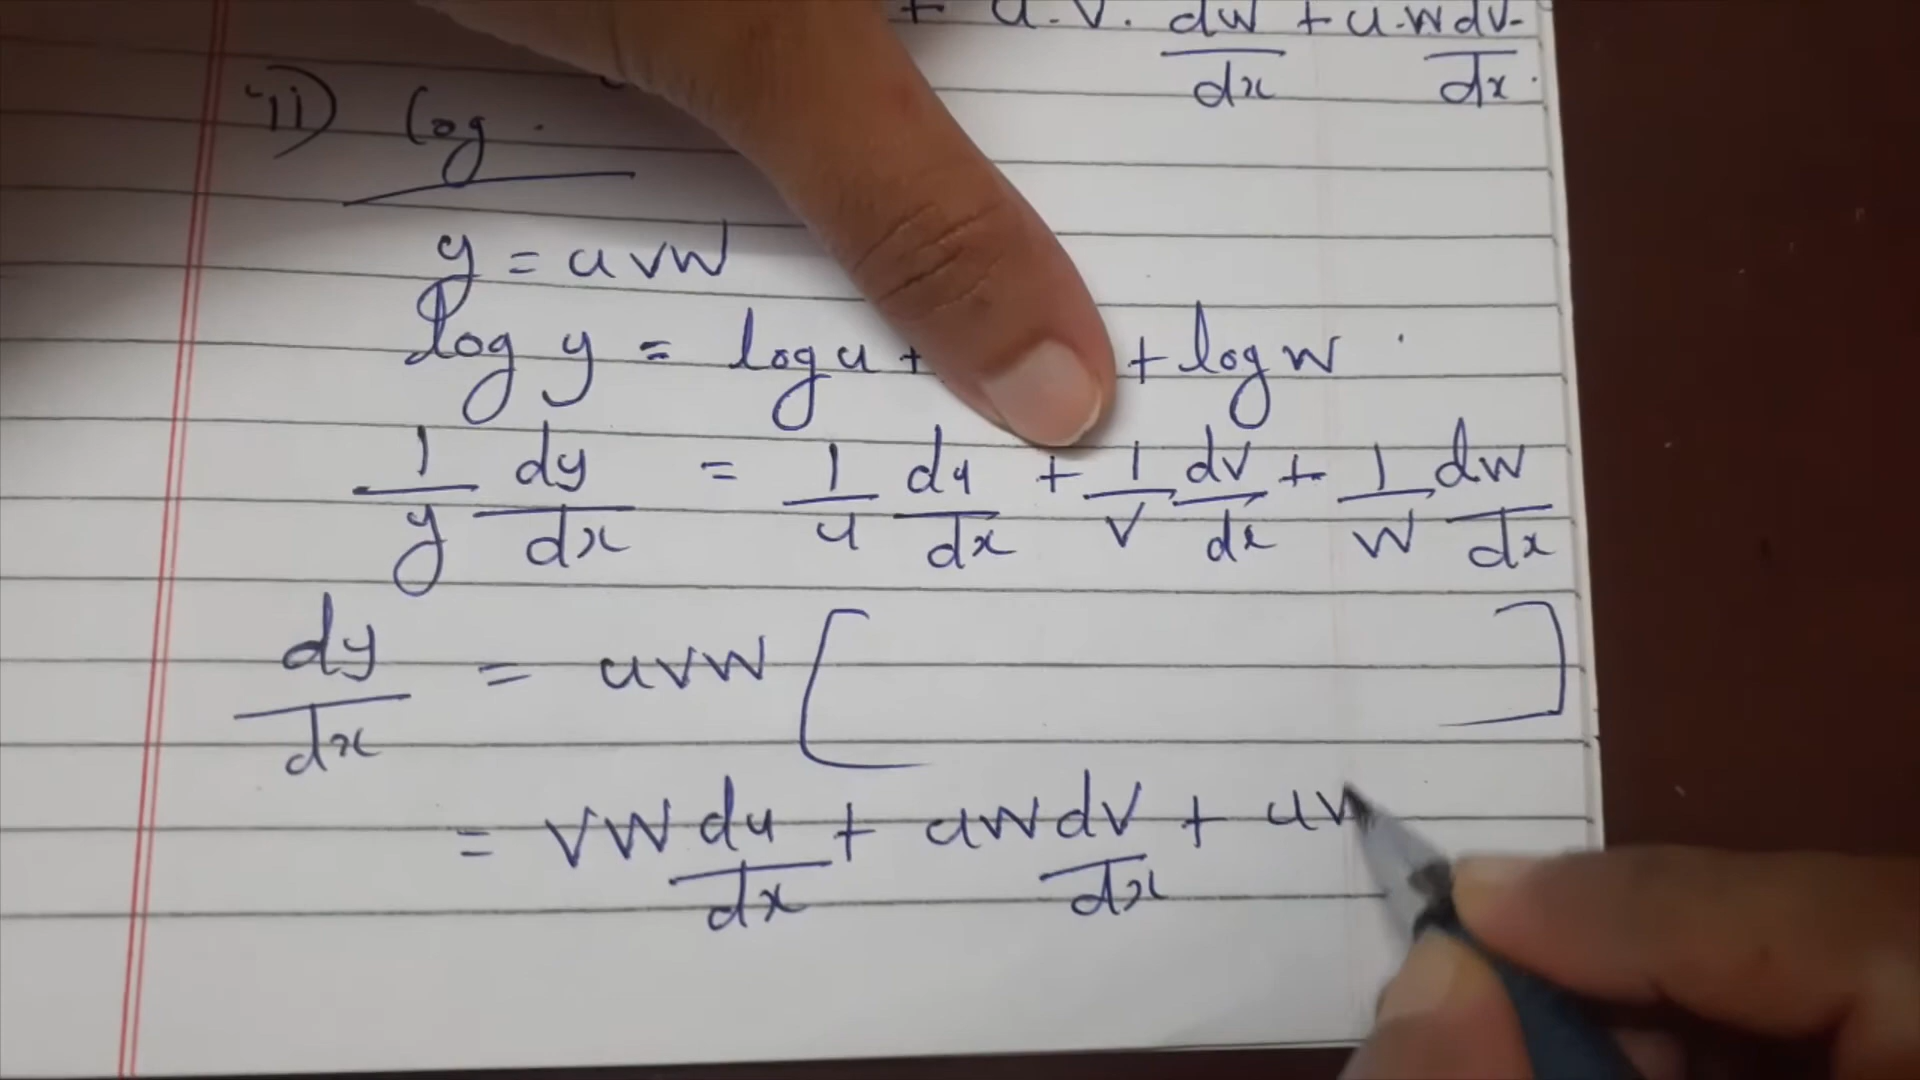 + u.v. dw/dx + u.w dv/dx.
ii) log.
y = uvw
log y = log u + + log w.
1/y dy/dx = 1/u du/dx + 1/v dv/dx + 1/w dw/dx
dy/dx = uvw [ ]
= vw du/dx + uw dv/dx + uv